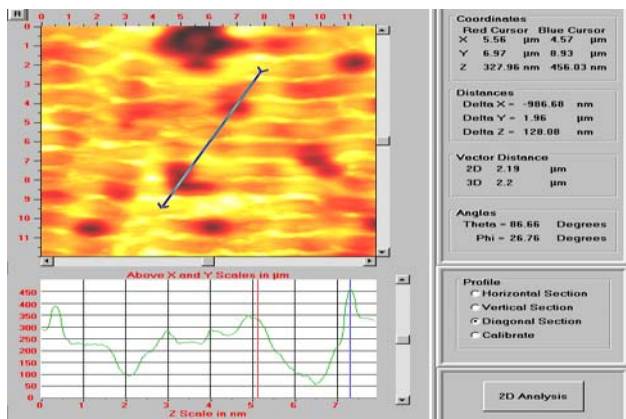 R
0 1 2 3 4 5 6 7 8 9 10 11
0
1
2
3
4
5
6
7
8
9
10
11
Above X and Y Scales in µm
450
400
350
300
250
200
150
100
50
0
0 1 2 3 4 5 6 7
Z Scale in nm
Coordinates
Red Cursor Blue Cursor
X 5.56 µm 4.57 µm
Y 6.97 µm 8.93 µm
Z 327.96 nm 456.03 nm
Distances
Delta X = -986.68 nm
Delta Y = 1.96 µm
Delta Z = 128.08 nm
Vector Distance
2D 2.19 µm
3D 2.2 µm
Angles
Theta = 86.66 Degrees
Phi = 26.76 Degrees
Profile
Horizontal Section
Vertical Section
Diagonal Section
Calibrate
2D Analysis